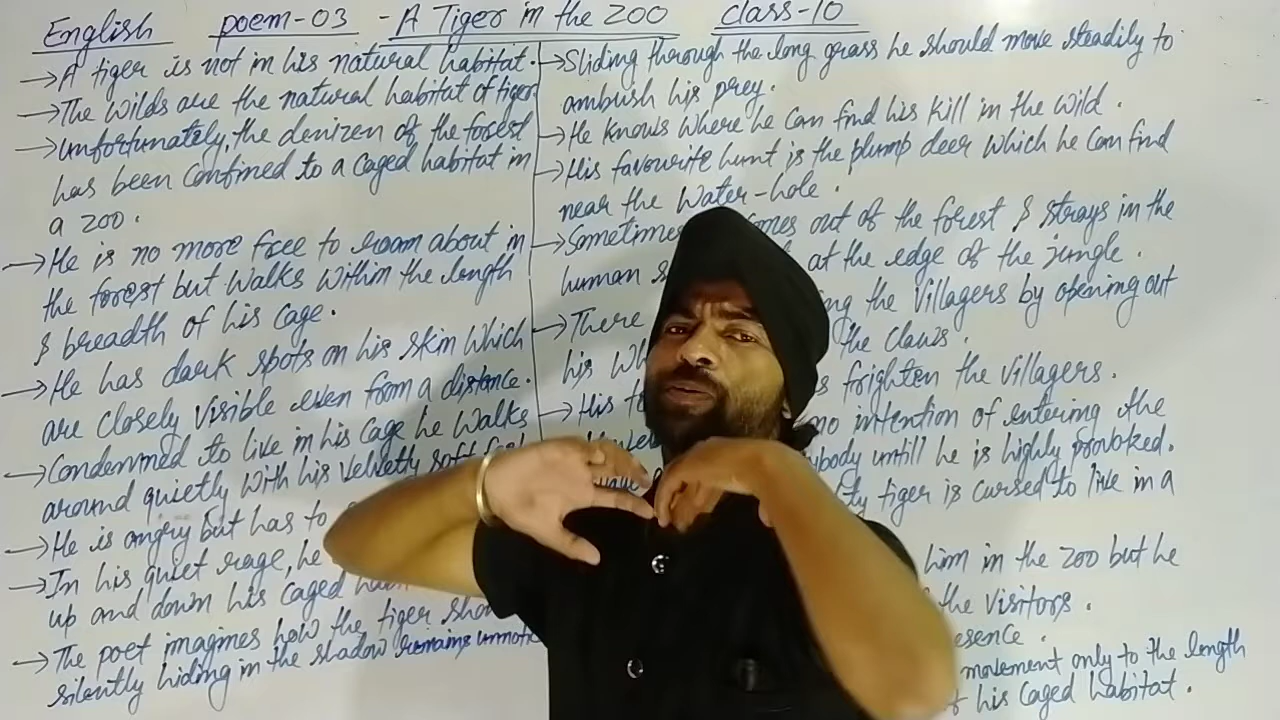 English poem-03 - A Tiger in the Zoo class-10
→A tiger is not in his natural habitat.
→The wilds are the natural habitat of tiger
→unfortunately, the denizen of the forest
has been confined to a caged habitat in
a zoo.
→He is no more free to roam about in
the forest but walks within the length
& breadth of his cage.
→He has dark spots on his skin which
are closely visible even from a distance.
→Condemned to live in his cage he walks
around quietly with his velvetty soft
→He is angry but has to
→In his quiet rage, he
up and down his caged
→The poet imagines how the tiger
silently hiding in the shadow remains
→Sliding through the long grass he should move steadily to
ambush his prey.
→He knows where he can find his kill in the wild.
→His favourite hunt is the plump deer which he can find
near the water-hole.
→Sometimes out of the forest & strays in the
human at the edge of the jungle.
→There the villagers by opening out
his the claws.
→His frighten the villagers.
no intention of entering the
untill he is highly provoked.
tiger is cursed to live in a
him in the zoo but he
the visitors.
movement only to the length
his caged habitat.